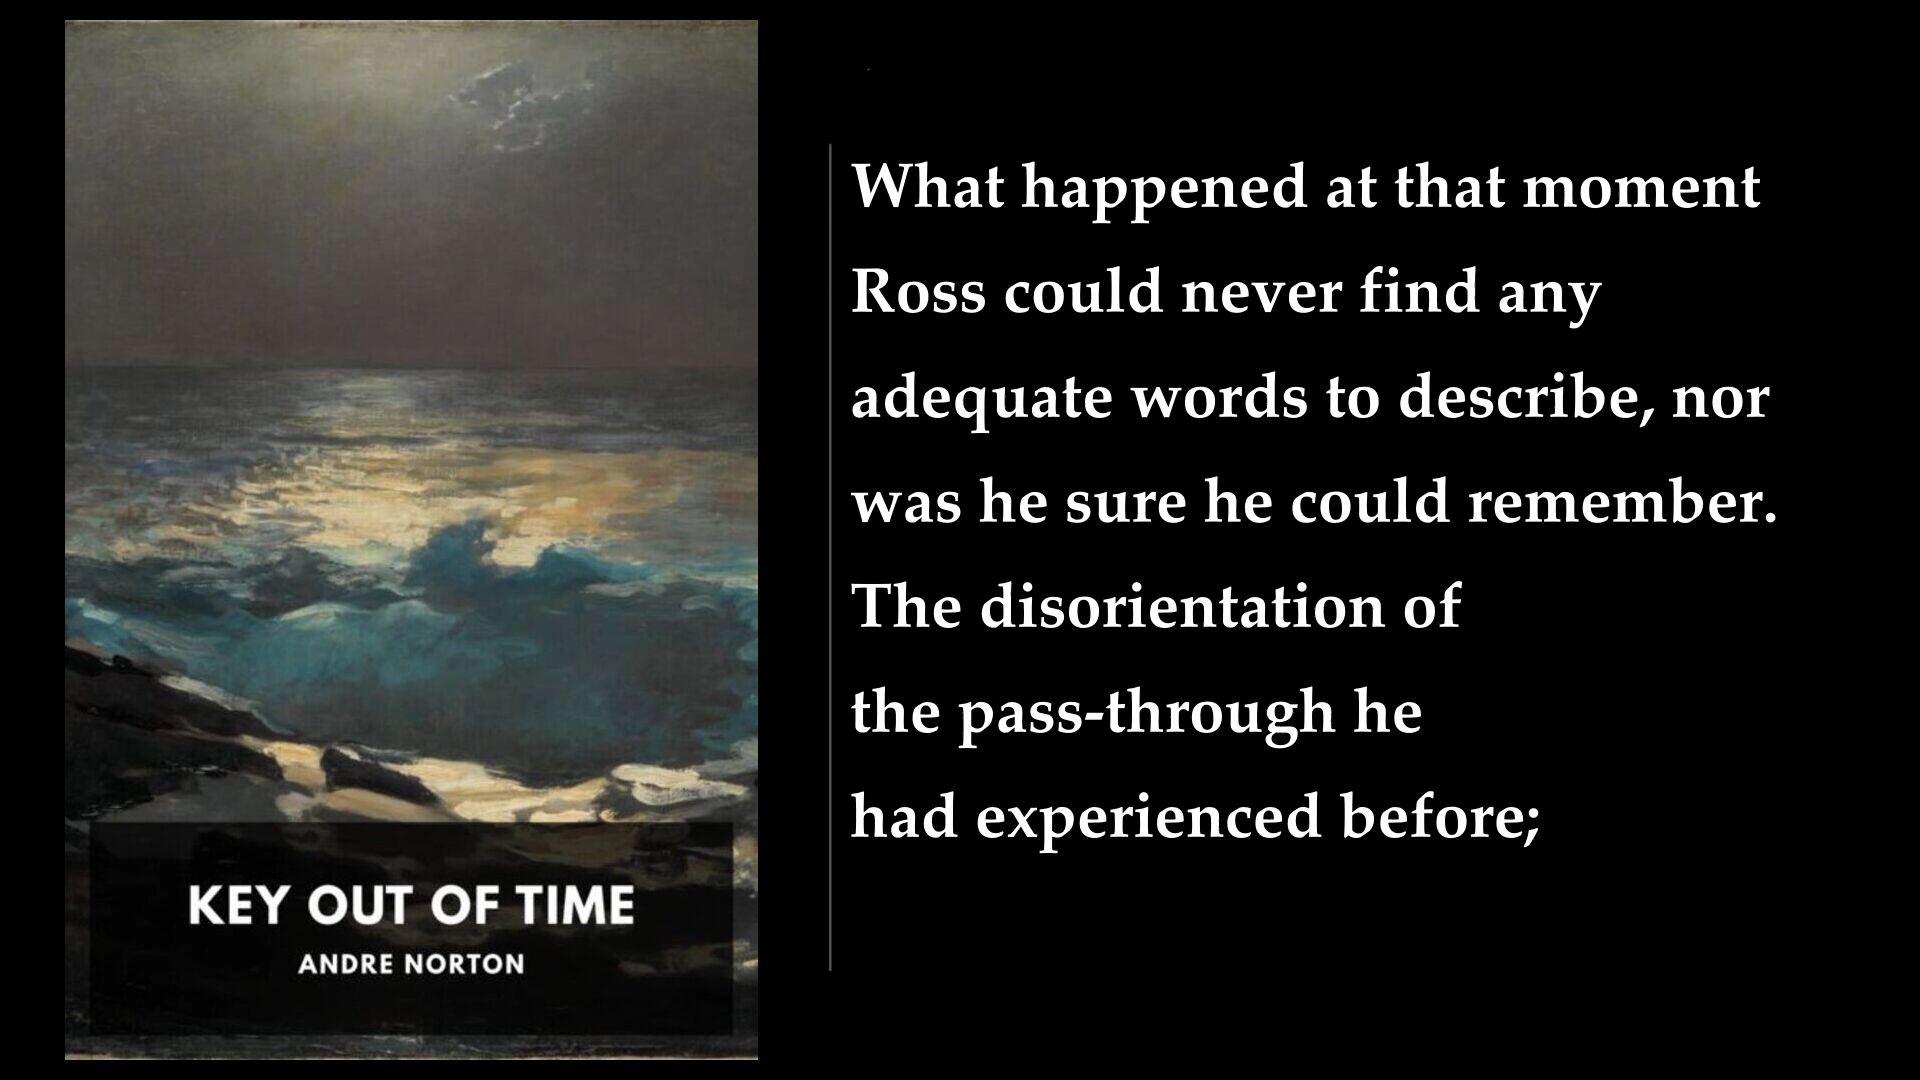 What happened at that moment
Ross could never find any
adequate words to describe, nor
was he sure he could remember.
The disorientation of
the pass-through he
had experienced before;
KEY OUT OF TIME
ANDRE NORTON